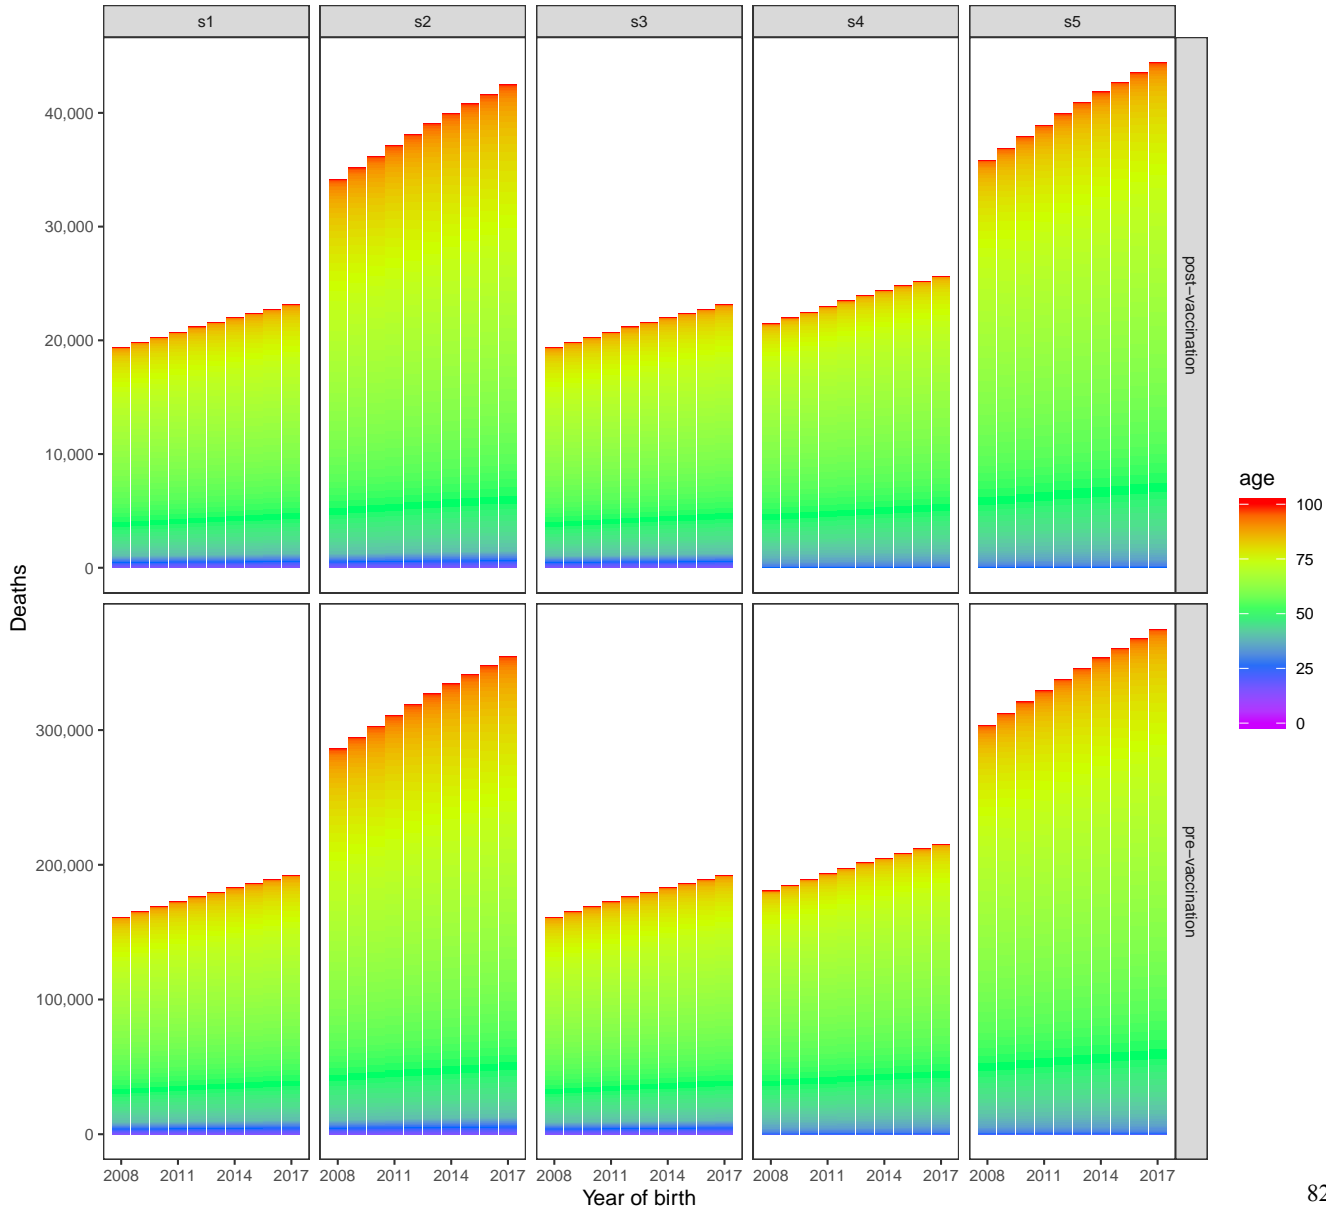 s1 s2 s3 s4 s5
40,000
30,000
20,000
10,000
0
post−vaccination
300,000
200,000
100,000
0
pre−vaccination
Deaths
2008 2011 2014 2017 2008 2011 2014 2017 2008 2011 2014 2017 2008 2011 2014 2017 2008 2011 2014 2017
Year of birth
age
100
75
50
25
0
82